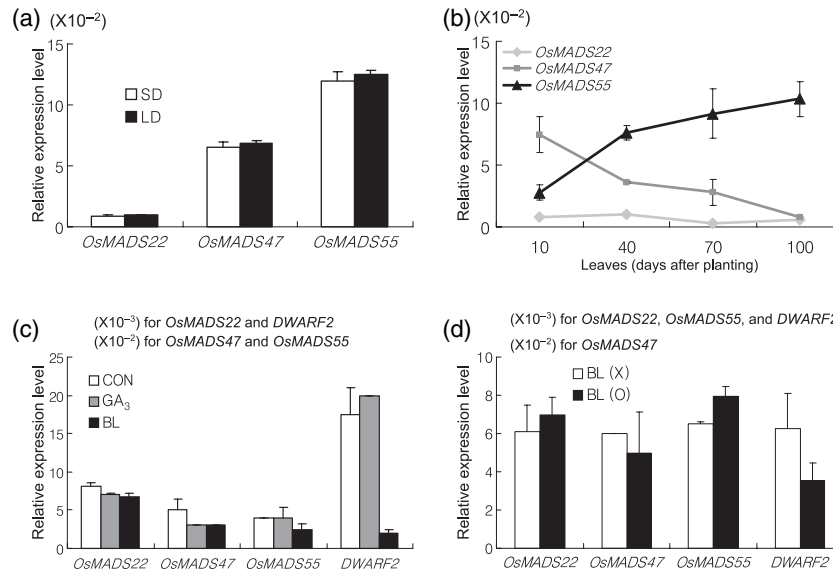 (a) (X10⁻²)
Relative expression level
15
10
5
0
SD
LD
OsMADS22 OsMADS47 OsMADS55
(b) (X10⁻²)
Relative expression level
15
10
5
0
OsMADS22
OsMADS47
OsMADS55
10 40 70 100
Leaves (days after planting)
(c) (X10⁻³) for OsMADS22 and DWARF2
(X10⁻²) for OsMADS47 and OsMADS55
Relative expression level
25
20
15
10
5
0
CON
GA₃
BL
OsMADS22 OsMADS47 OsMADS55 DWARF2
(d) (X10⁻³) for OsMADS22, OsMADS55, and DWARF2
(X10⁻²) for OsMADS47
Relative expression level
10
8
6
4
2
0
BL (X)
BL (O)
OsMADS22 OsMADS47 OsMADS55 DWARF2